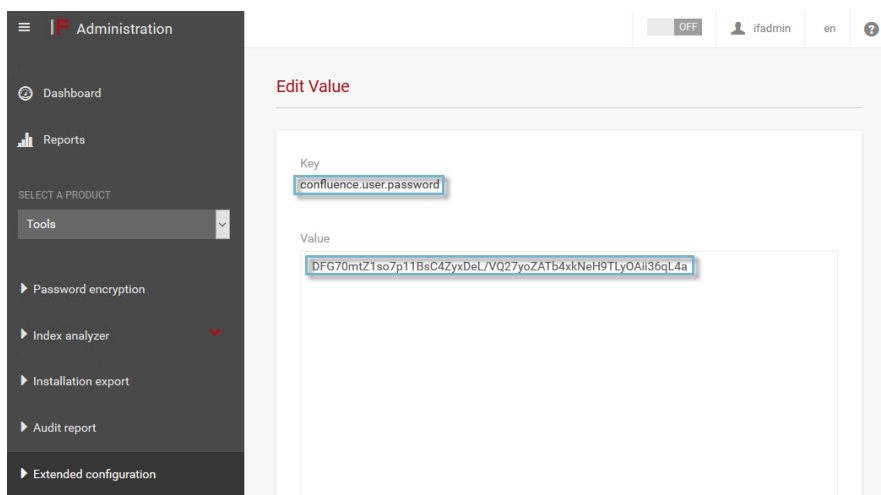 IF Administration
OFF
ifadmin
en
?
Dashboard
Reports
SELECT A PRODUCT
Tools
Password encryption
Index analyzer
Installation export
Audit report
Extended configuration
Edit Value
Key
confluence.user.password
Value
DFG70mtZ1so7p11BsC4ZyxDeL/VQ27yoZATb4xkNeH9TLyOAii36qL4a